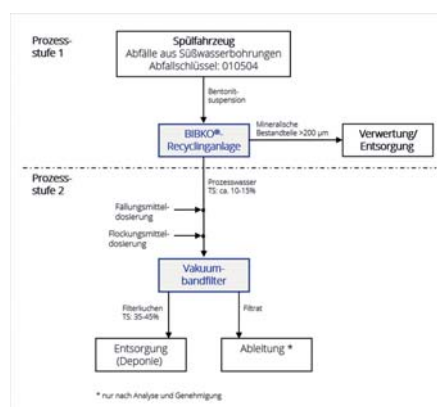 Prozess-
stufe 1
Spülfahrzeug
Abfälle aus Süßwasserbohrungen
Abfallschlüssel: 010504
Bentonit-
suspension
BIBKO®-
Recyclinganlage
Mineralische
Bestandteile >200 µm
Verwertung/
Entsorgung
Prozess-
stufe 2
Prozesswasser
TS: ca. 10-15%
Fällungsmittel-
dosierung
Flockungsmittel-
dosierung
Vakuum-
bandfilter
Filterkuchen
TS: 35-45%
Filtrat
Entsorgung
(Deponie)
Ableitung *
* nur nach Analyse und Genehmigung